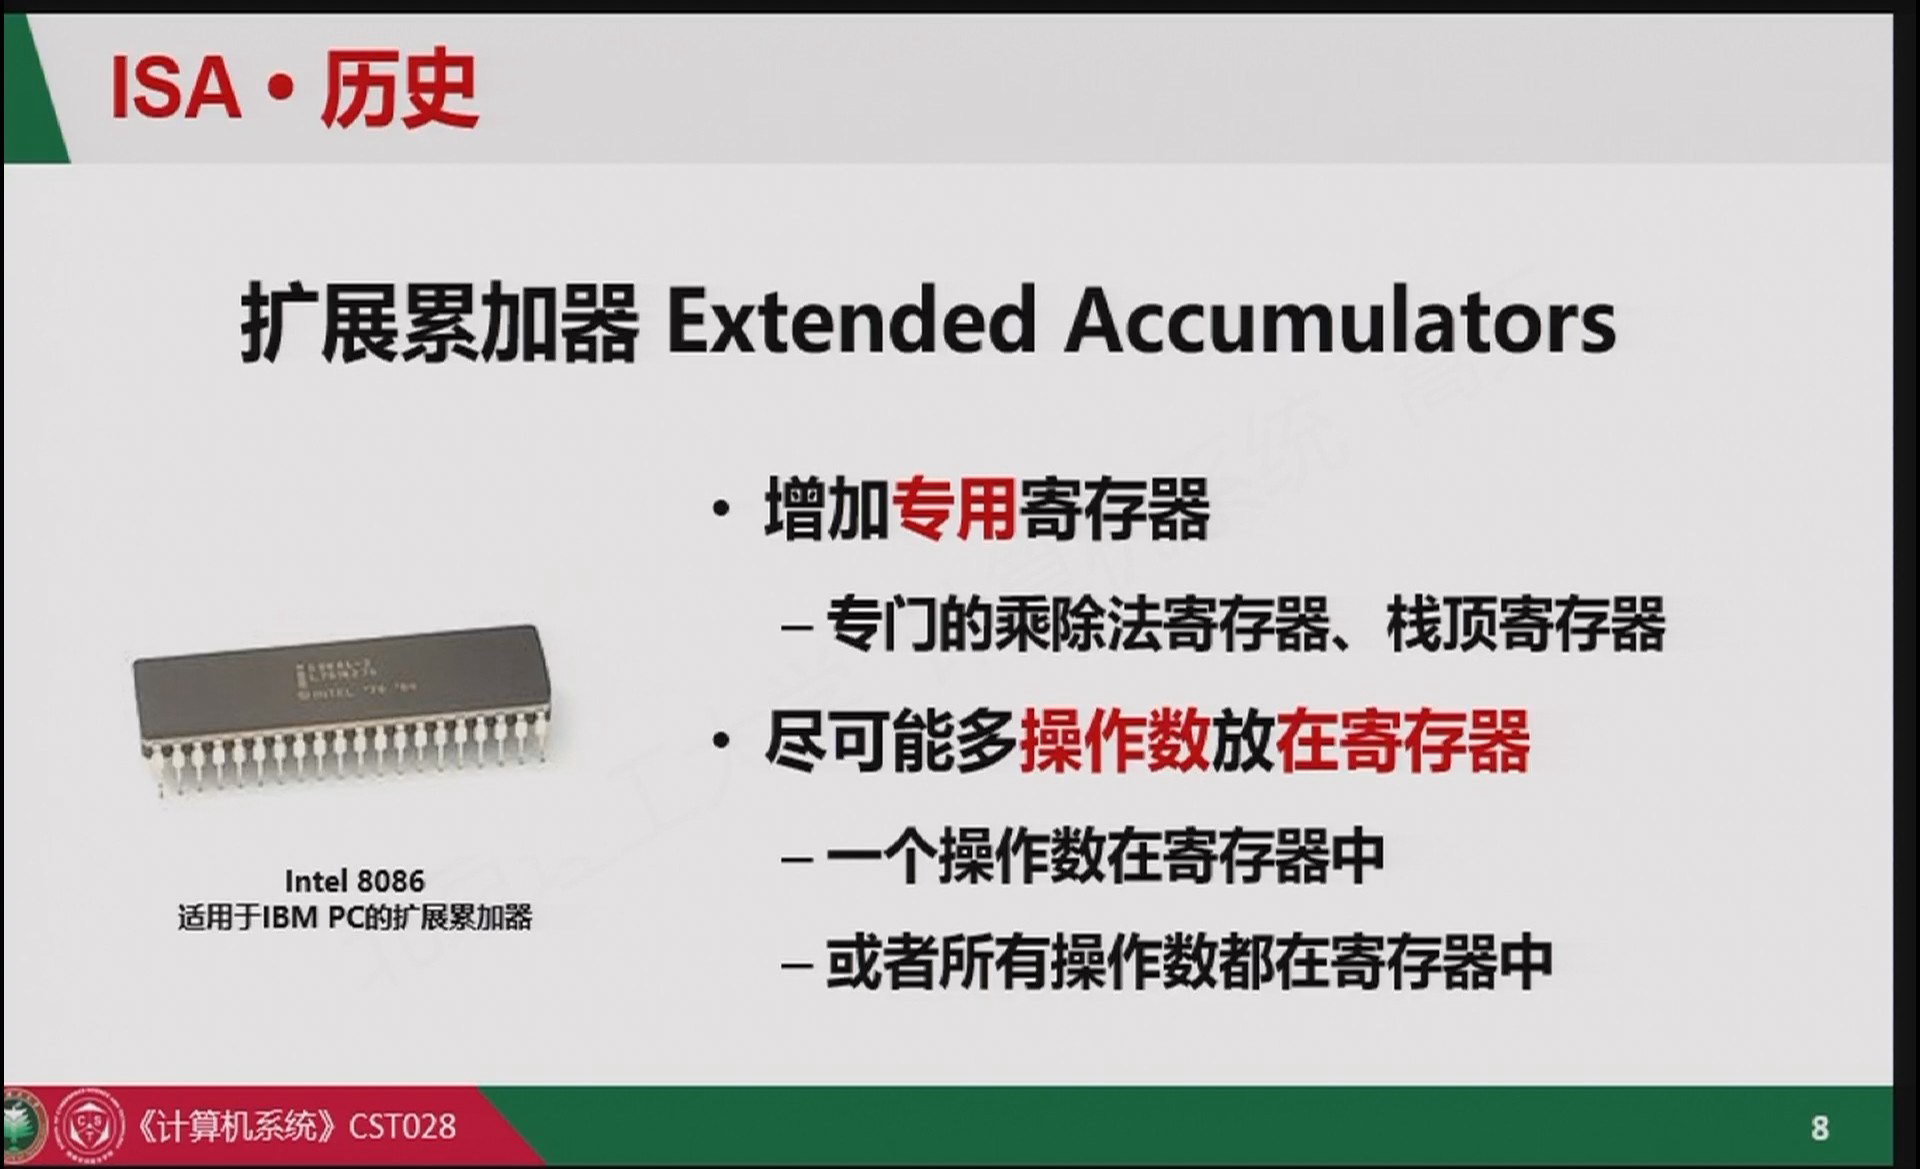 ISA • 历史
扩展累加器 Extended Accumulators
• 增加专用寄存器
– 专门的乘除法寄存器、栈顶寄存器
• 尽可能多操作数放在寄存器
– 一个操作数在寄存器中
– 或者所有操作数都在寄存器中
Intel 8086
适用于IBM PC的扩展累加器
《计算机系统》CST028
8